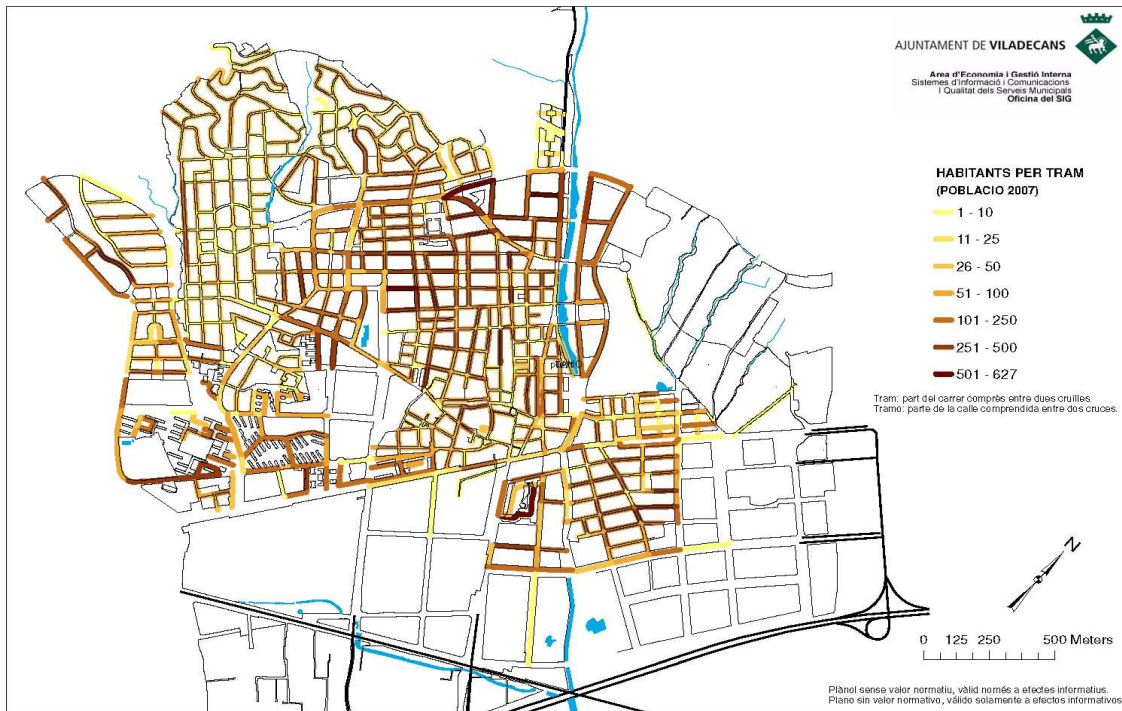 AJUNTAMENT DE VILADECANS
Area d'Economia i Gestió Interna
Sistemes d'Informació i Comunicacions
i Qualitat dels Serveis Municipals
Oficina del SIG
HABITANTS PER TRAM
(POBLACIO 2007)
1 - 10
11 - 25
26 - 50
51 - 100
101 - 250
251 - 500
501 - 627
Tram: part del carrer comprès entre dues cruïlles.
Tramo: parte de la calle comprendida entre dos cruces.
N
0 125 250 500 Meters
Plànol sense valor normatiu, vàlid només a efectes informatius.
Plano sin valor normativo, válido solamente a efectos informativos